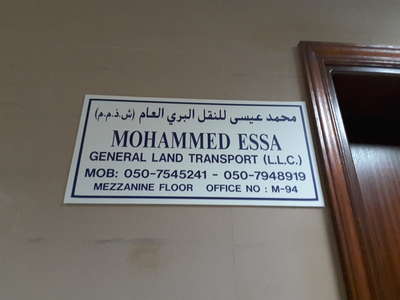 محمد عيسى للنقل البري العام (ش.ذ.م.م)
MOHAMMED ESSA
GENERAL LAND TRANSPORT (L.L.C.)
MOB: 050-7545241 - 050-7948919
MEZZANINE FLOOR OFFICE NO : M-94